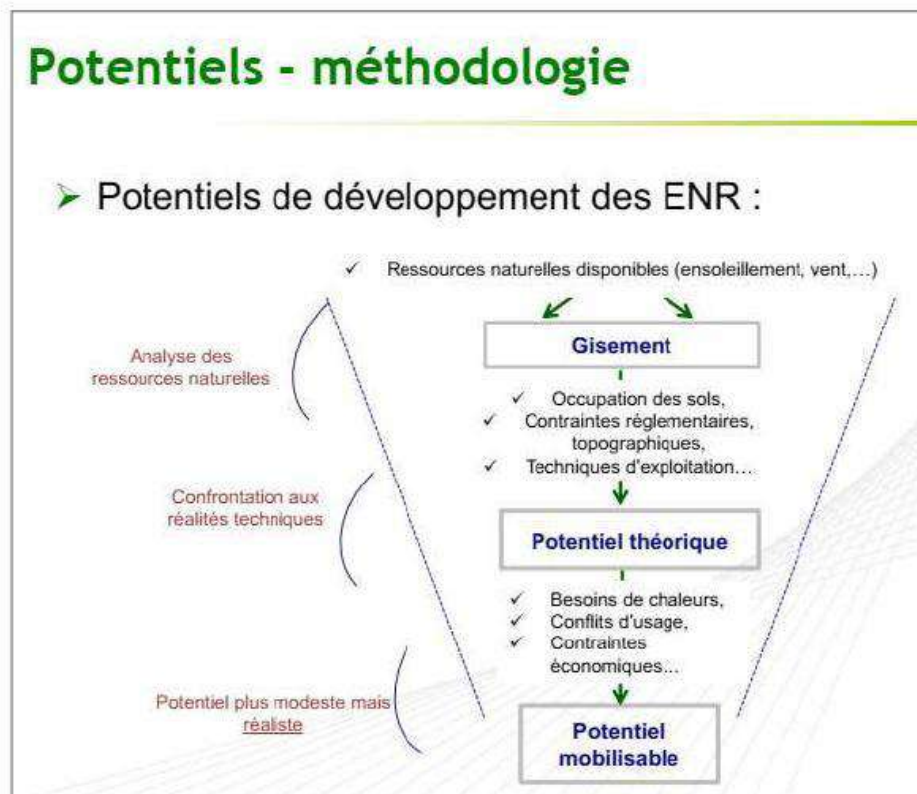 Potentiels - méthodologie
➤ Potentiels de développement des ENR :
✓ Ressources naturelles disponibles (ensoleillement, vent,…)
Gisement
Analyse des
ressources naturelles
✓ Occupation des sols,
✓ Contraintes réglementaires,
topographiques,
✓ Techniques d'exploitation…
Confrontation aux
réalités techniques
Potentiel théorique
✓ Besoins de chaleurs,
✓ Conflits d'usage,
✓ Contraintes
économiques…
Potentiel plus modeste mais
réaliste
Potentiel
mobilisable